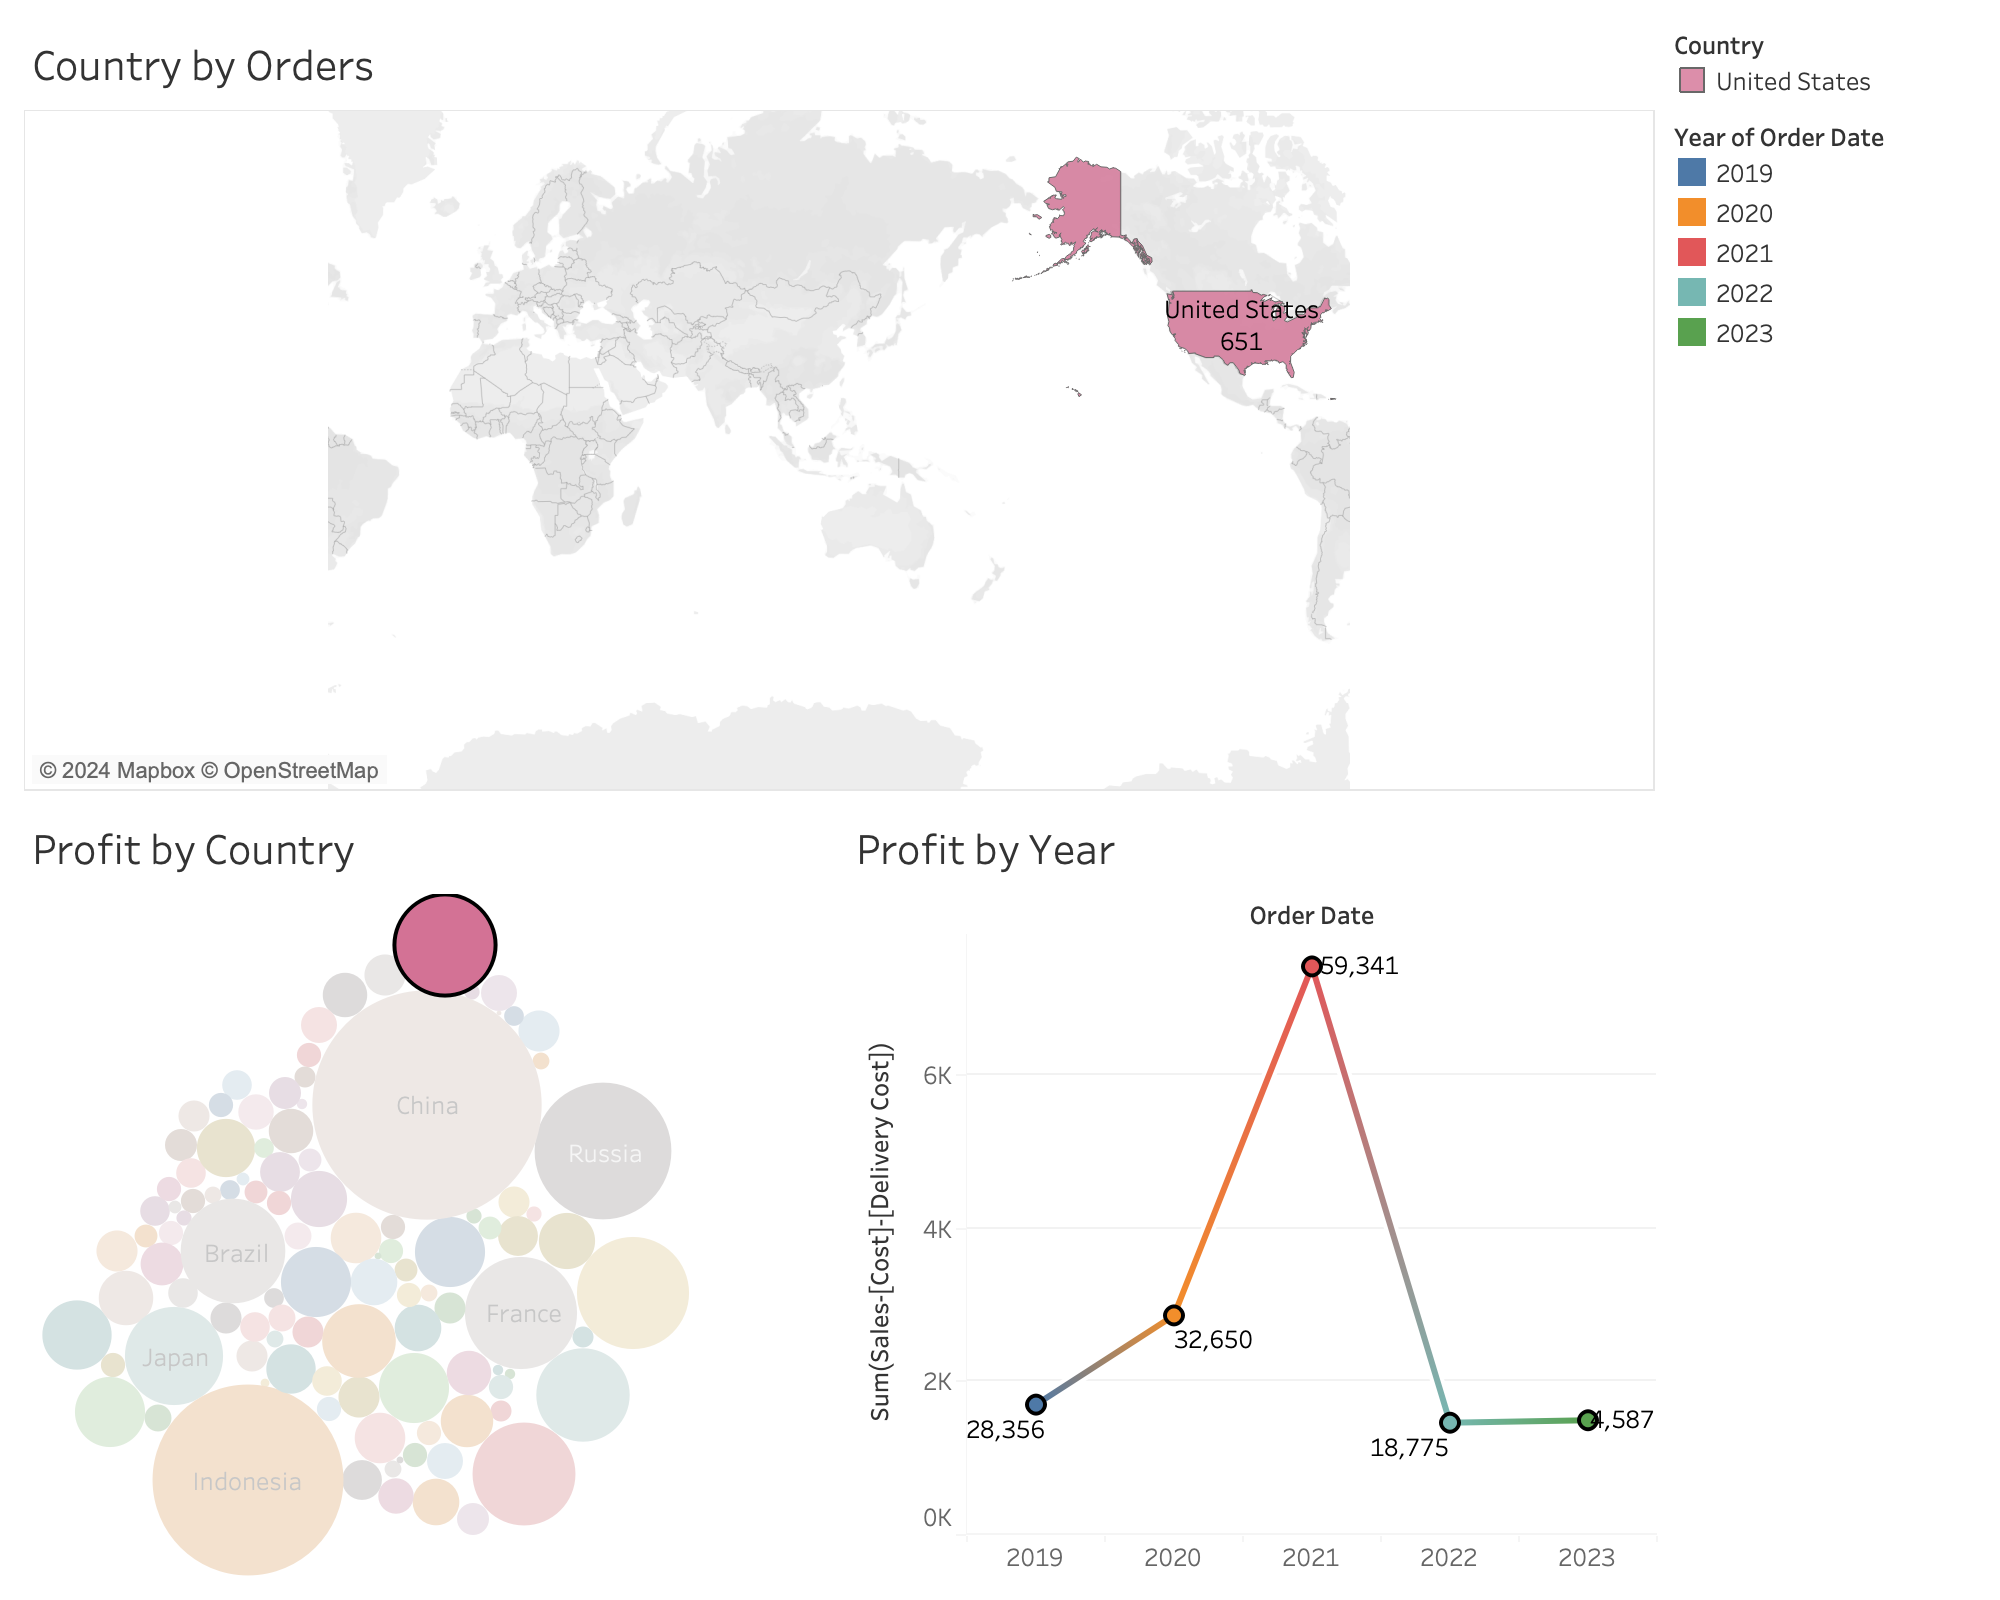 Country by Orders
United States
651
© 2024 Mapbox © OpenStreetMap
Country
United States
Year of Order Date
2019
2020
2021
2022
2023
Profit by Country
China
Russia
Brazil
France
Japan
Indonesia
Profit by Year
Order Date
Sum(Sales-[Cost]-[Delivery Cost])
6K
4K
2K
0K
59,341
32,650
28,356
18,775
4,587
2019
2020
2021
2022
2023